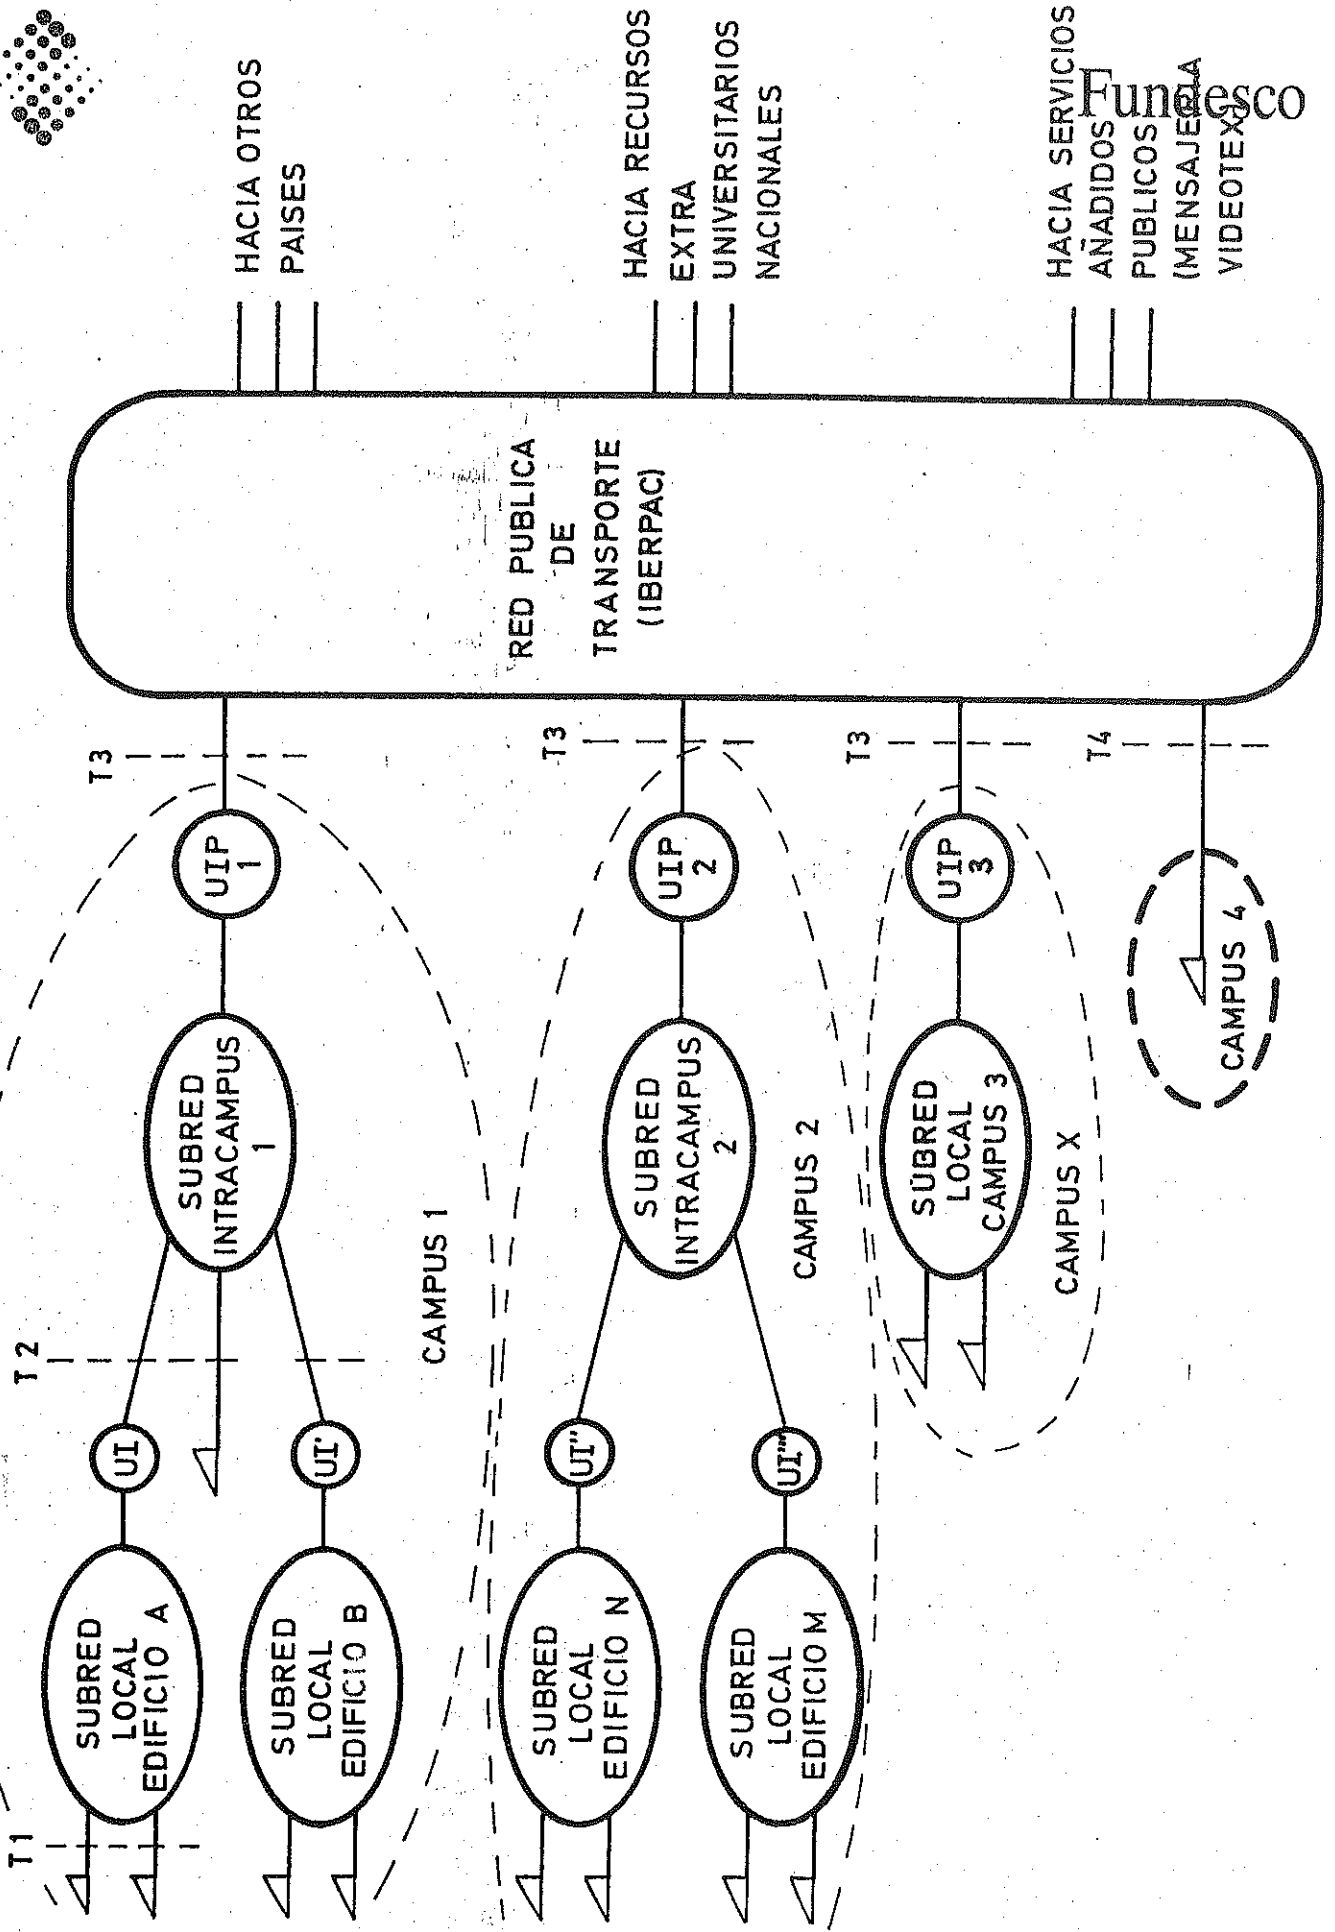 Fundesco
HACIA OTROS
PAISES
HACIA RECURSOS
EXTRA
UNIVERSITARIOS
NACIONALES
HACIA SERVICIOS
AÑADIDOS
PUBLICOS
(MENSAJERIA
VIDEOTEX)
RED PUBLICA
DE
TRANSPORTE
(IBERPAC)
T3
T3
T3
T4
UIP
1
UIP
2
UIP
3
CAMPUS 4
SUBRED
INTRACAMPUS
1
SUBRED
INTRACAMPUS
2
SUBRED
LOCAL
CAMPUS 3
CAMPUS 1
CAMPUS 2
CAMPUS X
T2
UI
UI'
UI"
UI"'
SUBRED
LOCAL
EDIFICIO A
SUBRED
LOCAL
EDIFICIO B
SUBRED
LOCAL
EDIFICIO N
SUBRED
LOCAL
EDIFICIO M
T1